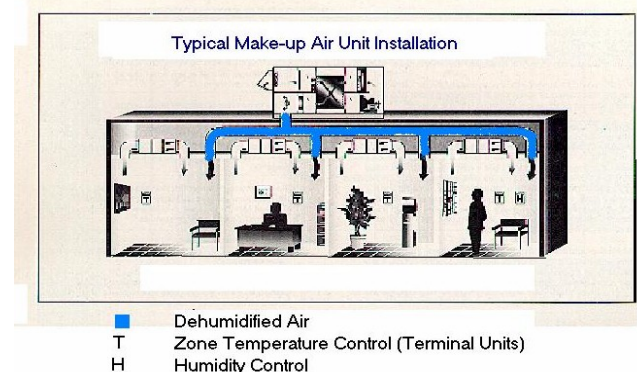 Typical Make-up Air Unit Installation
T
T
T
T H
Dehumidified Air
T Zone Temperature Control (Terminal Units)
H Humidity Control